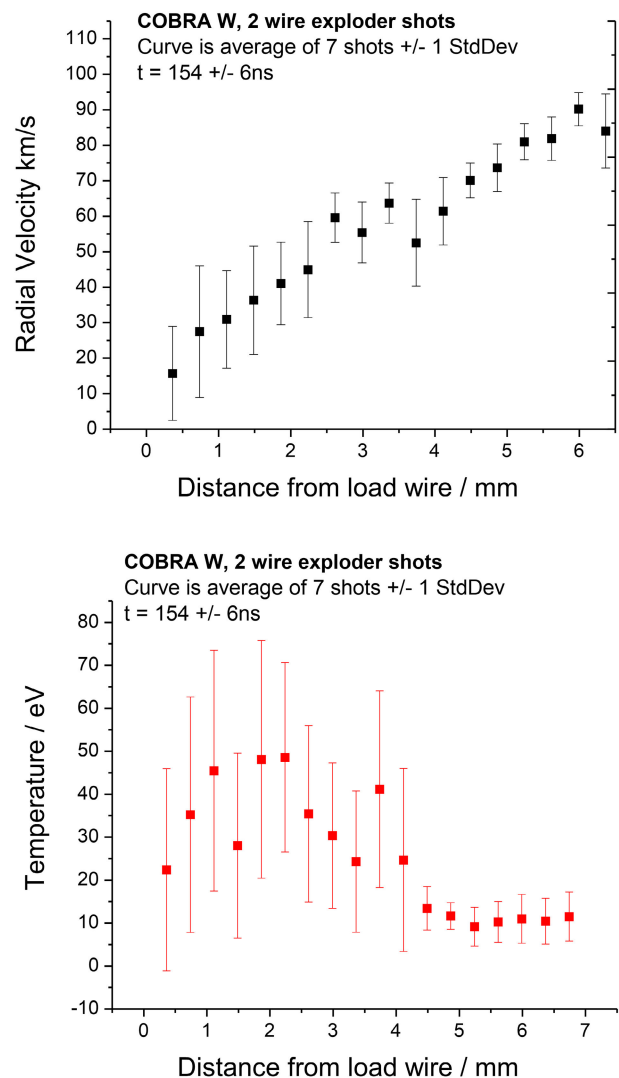 COBRA W, 2 wire exploder shots
Curve is average of 7 shots +/- 1 StdDev
t = 154 +/- 6ns
110
100
90
80
70
60
50
40
30
20
10
0
Radial Velocity km/s
0 1 2 3 4 5 6
Distance from load wire / mm
COBRA W, 2 wire exploder shots
Curve is average of 7 shots +/- 1 StdDev
t = 154 +/- 6ns
80
70
60
50
40
30
20
10
0
-10
Temperature / eV
0 1 2 3 4 5 6 7
Distance from load wire / mm